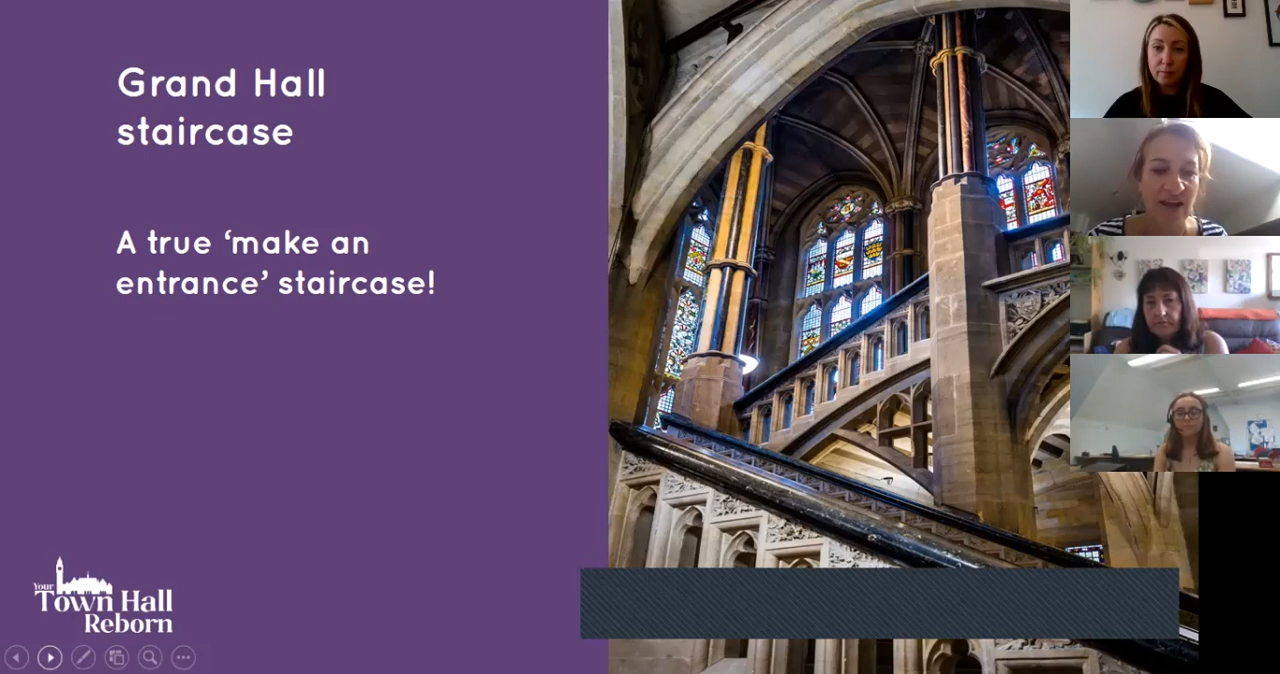 Grand Hall
staircase
A true ‘make an
entrance’ staircase!
Your
Town Hall
Reborn